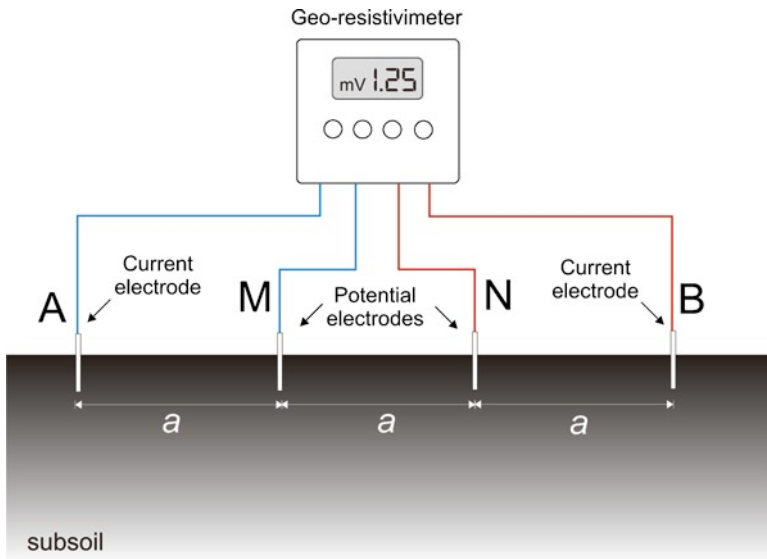 Geo-resistivimeter
mV 1.25
Current
electrode
A
M
Potential
electrodes
N
Current
electrode
B
a
a
a
subsoil